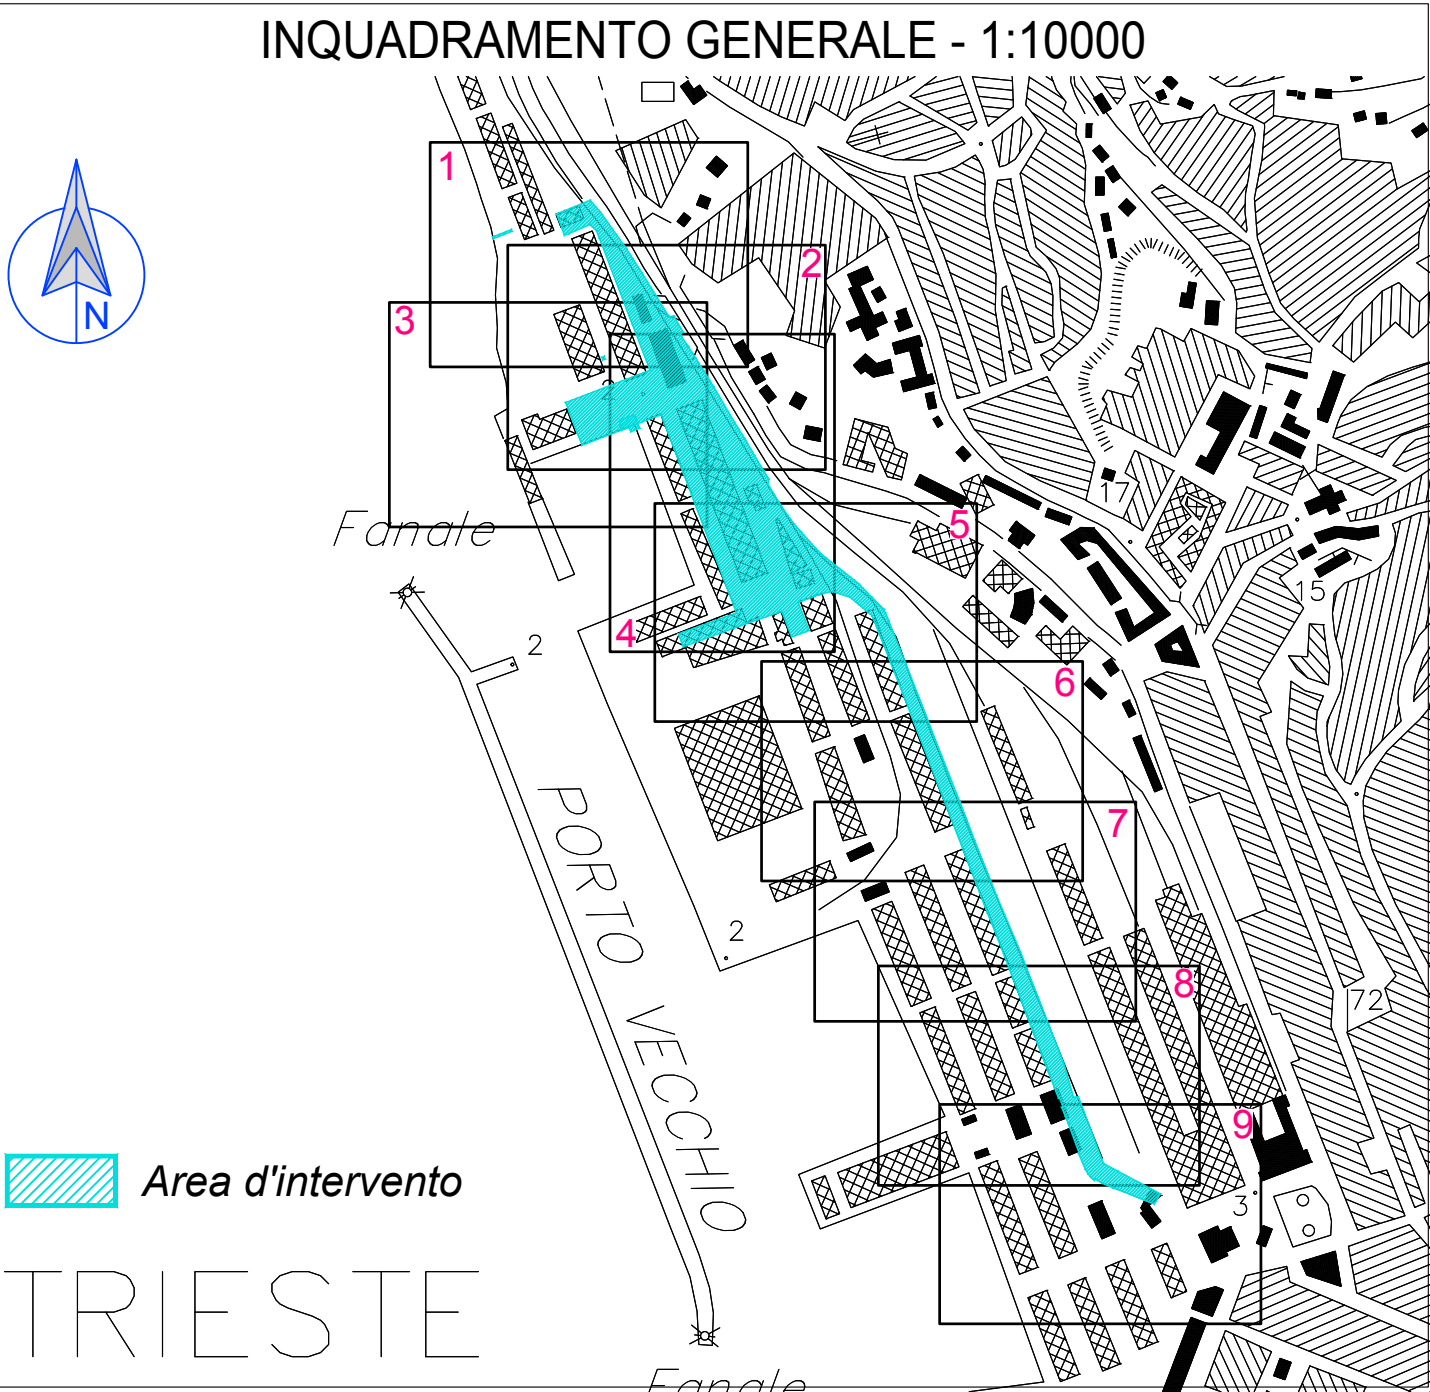 INQUADRAMENTO GENERALE - 1:10000
1
2
3
N
2
17
Fanale
5
15
4
2
6
PORTO VECCHIO
7
2
8
72
9
Area d'intervento
3
TRIESTE
Fanale